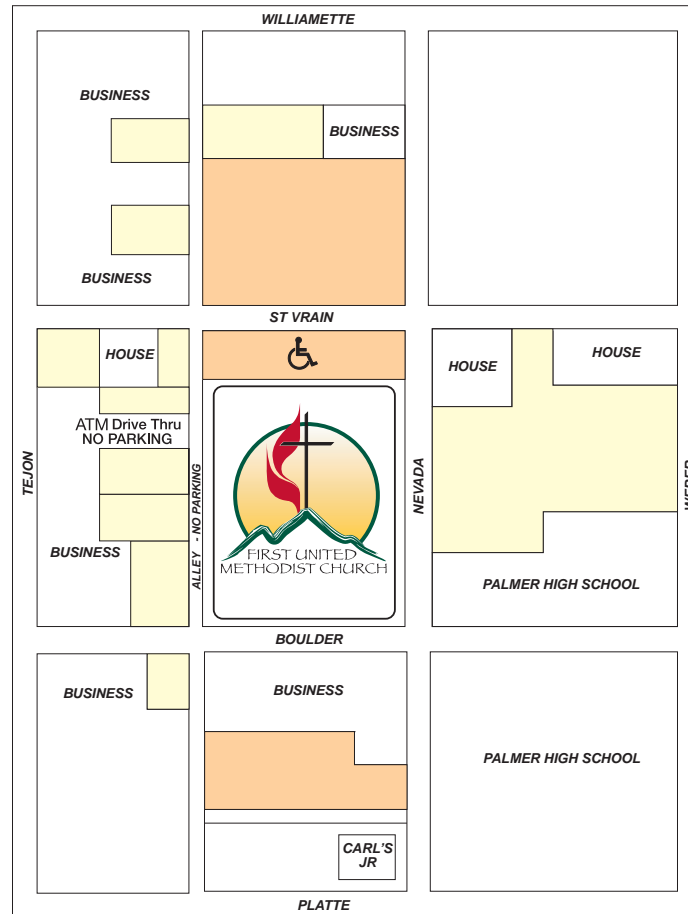 WILLIAMETTE
BUSINESS
BUSINESS
BUSINESS
ST VRAIN
HOUSE
HOUSE
HOUSE
ATM Drive Thru
NO PARKING
TEJON
ALLEY - NO PARKING
NEVADA
WEBER
FIRST UNITED
METHODIST CHURCH
BUSINESS
PALMER HIGH SCHOOL
BOULDER
BUSINESS
BUSINESS
PALMER HIGH SCHOOL
CARL'S
JR
PLATTE